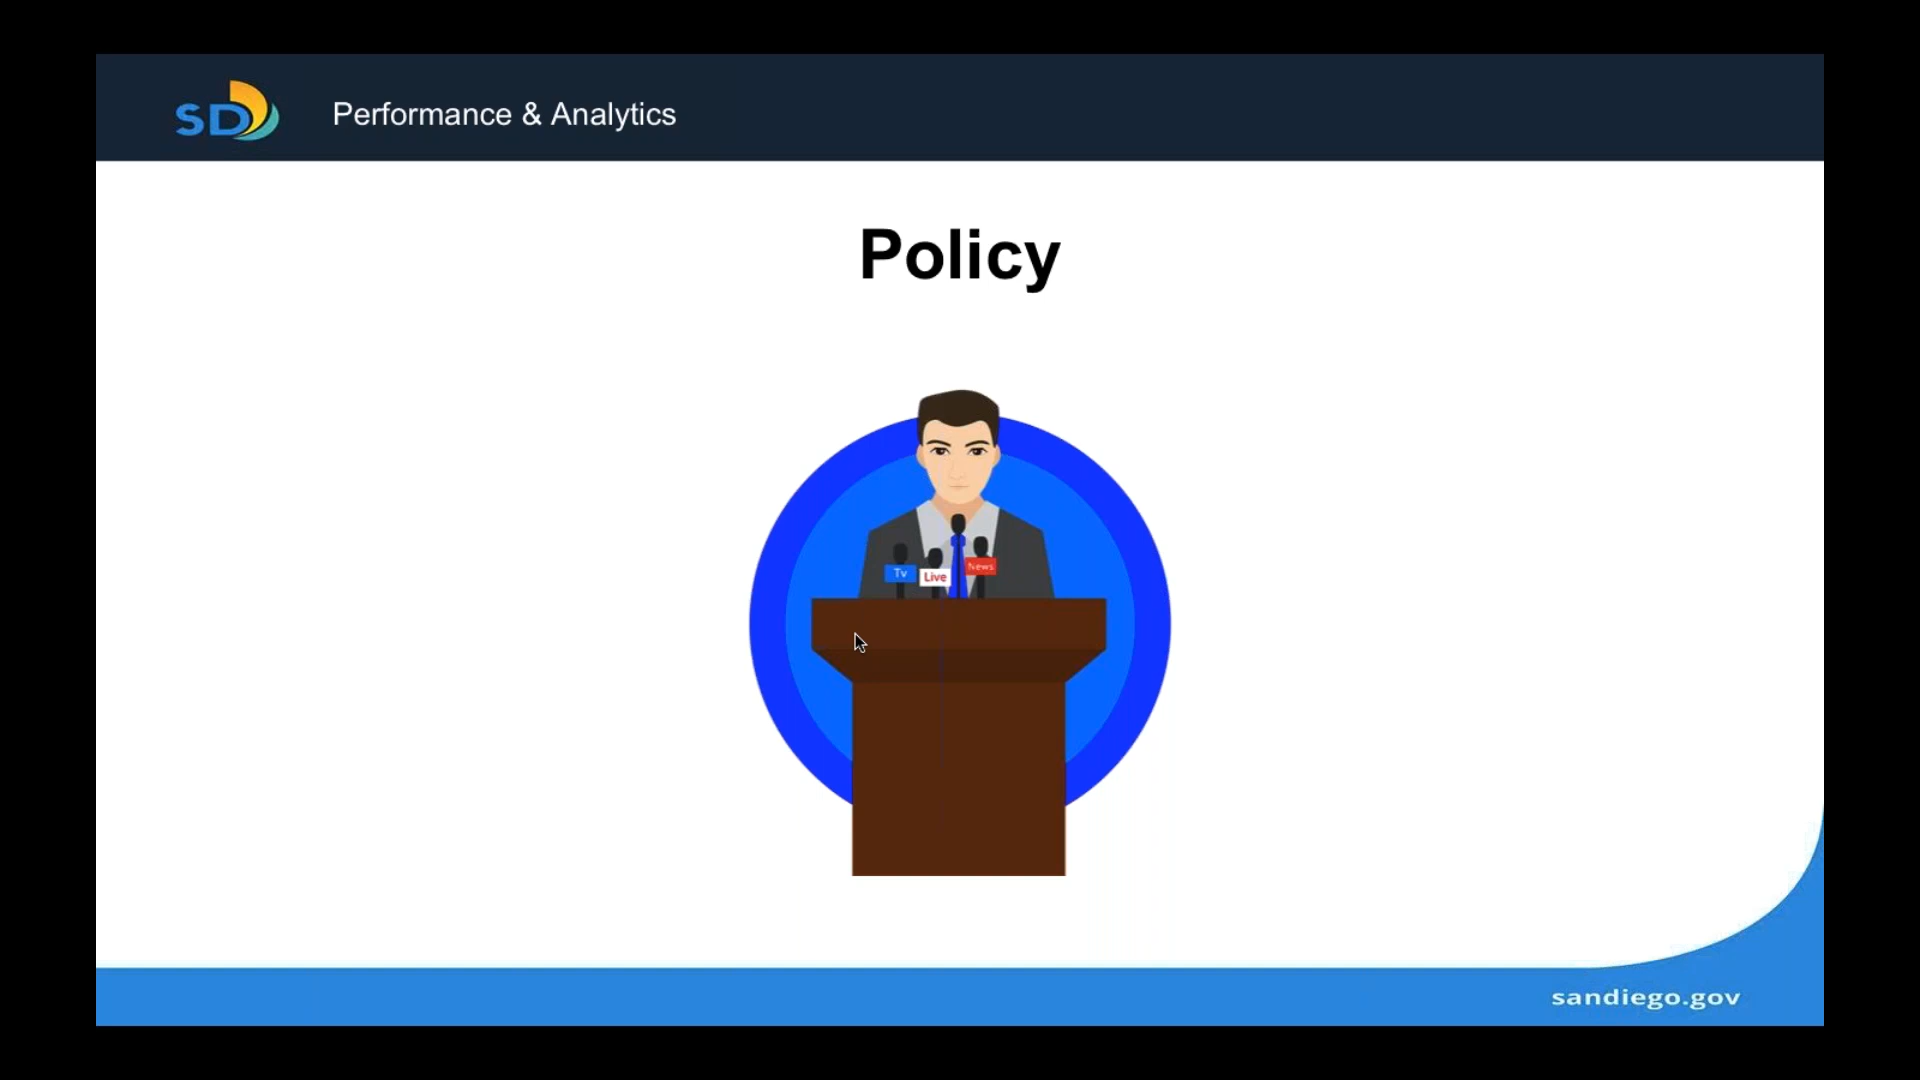 SD
Performance & Analytics
Policy
Tv
Live
News
sandiego.gov